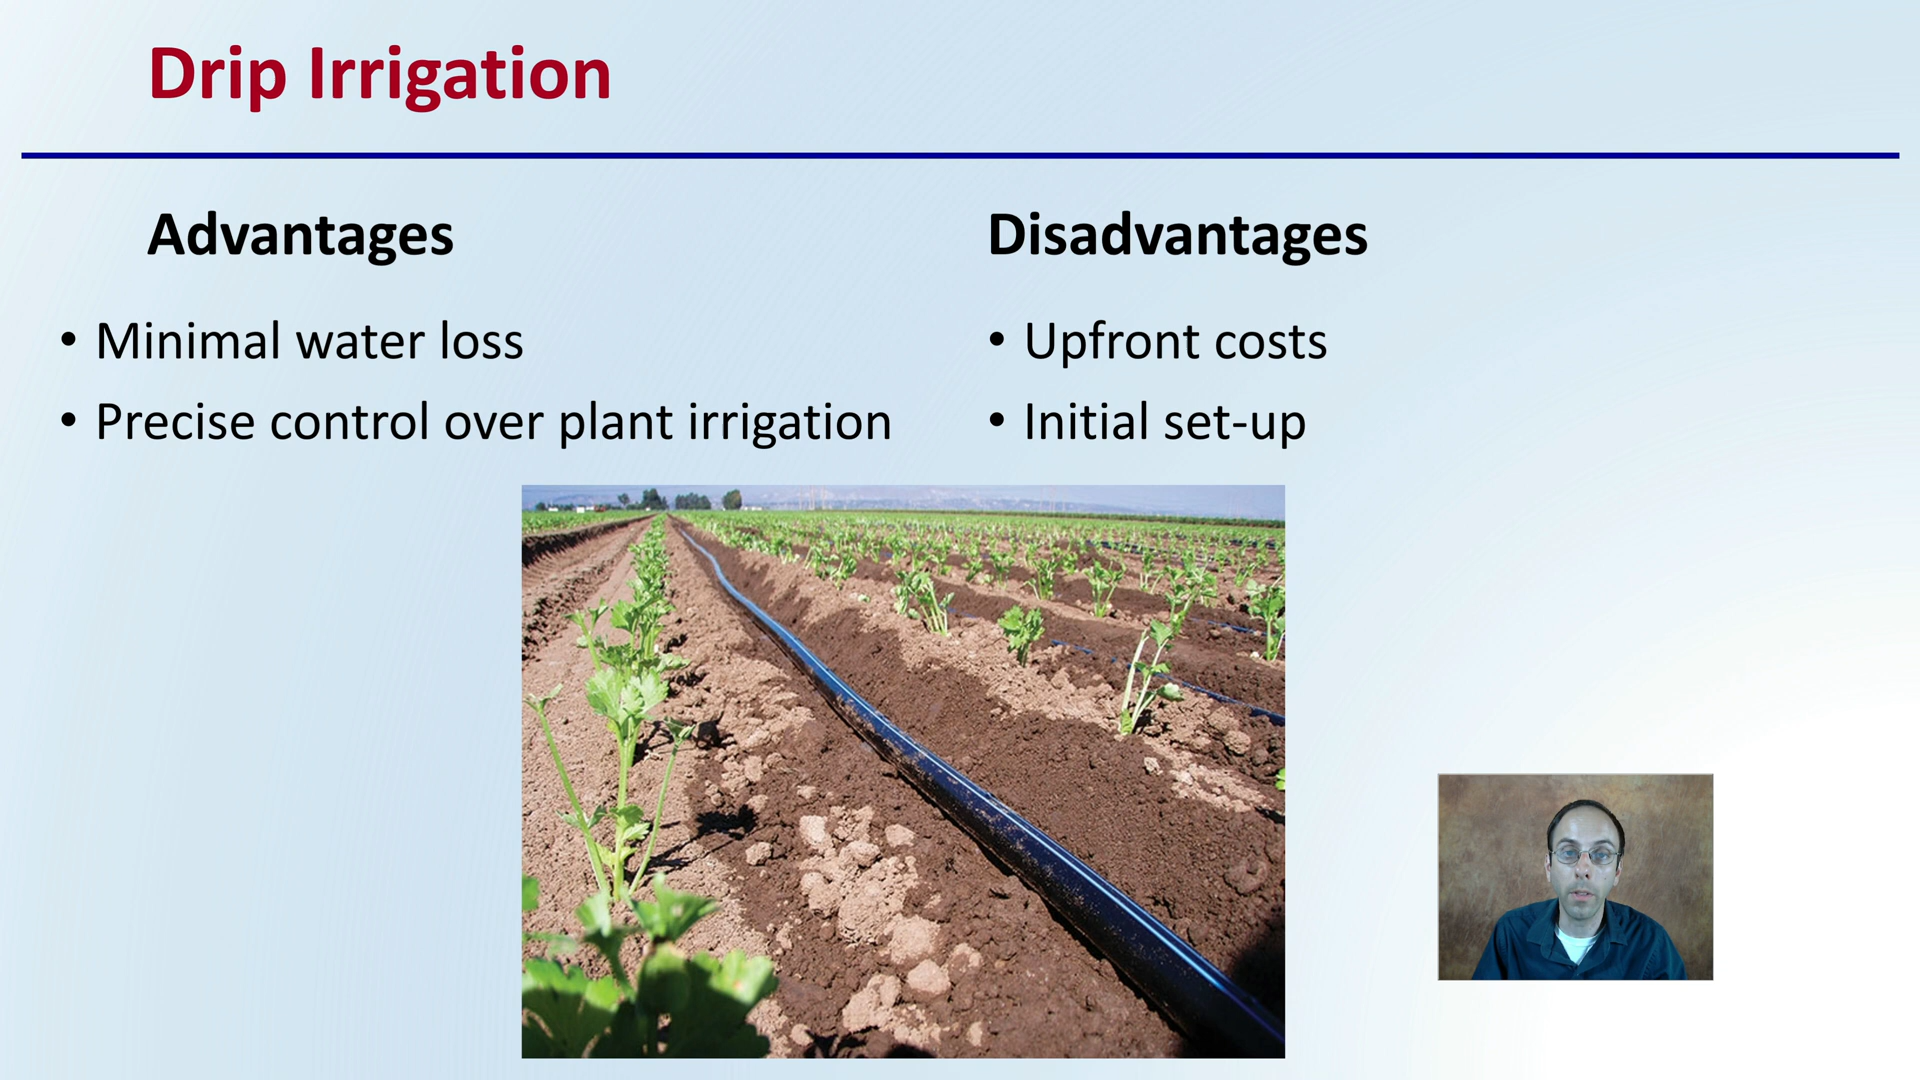 Drip Irrigation
Advantages
• Minimal water loss
• Precise control over plant irrigation
Disadvantages
• Upfront costs
• Initial set-up